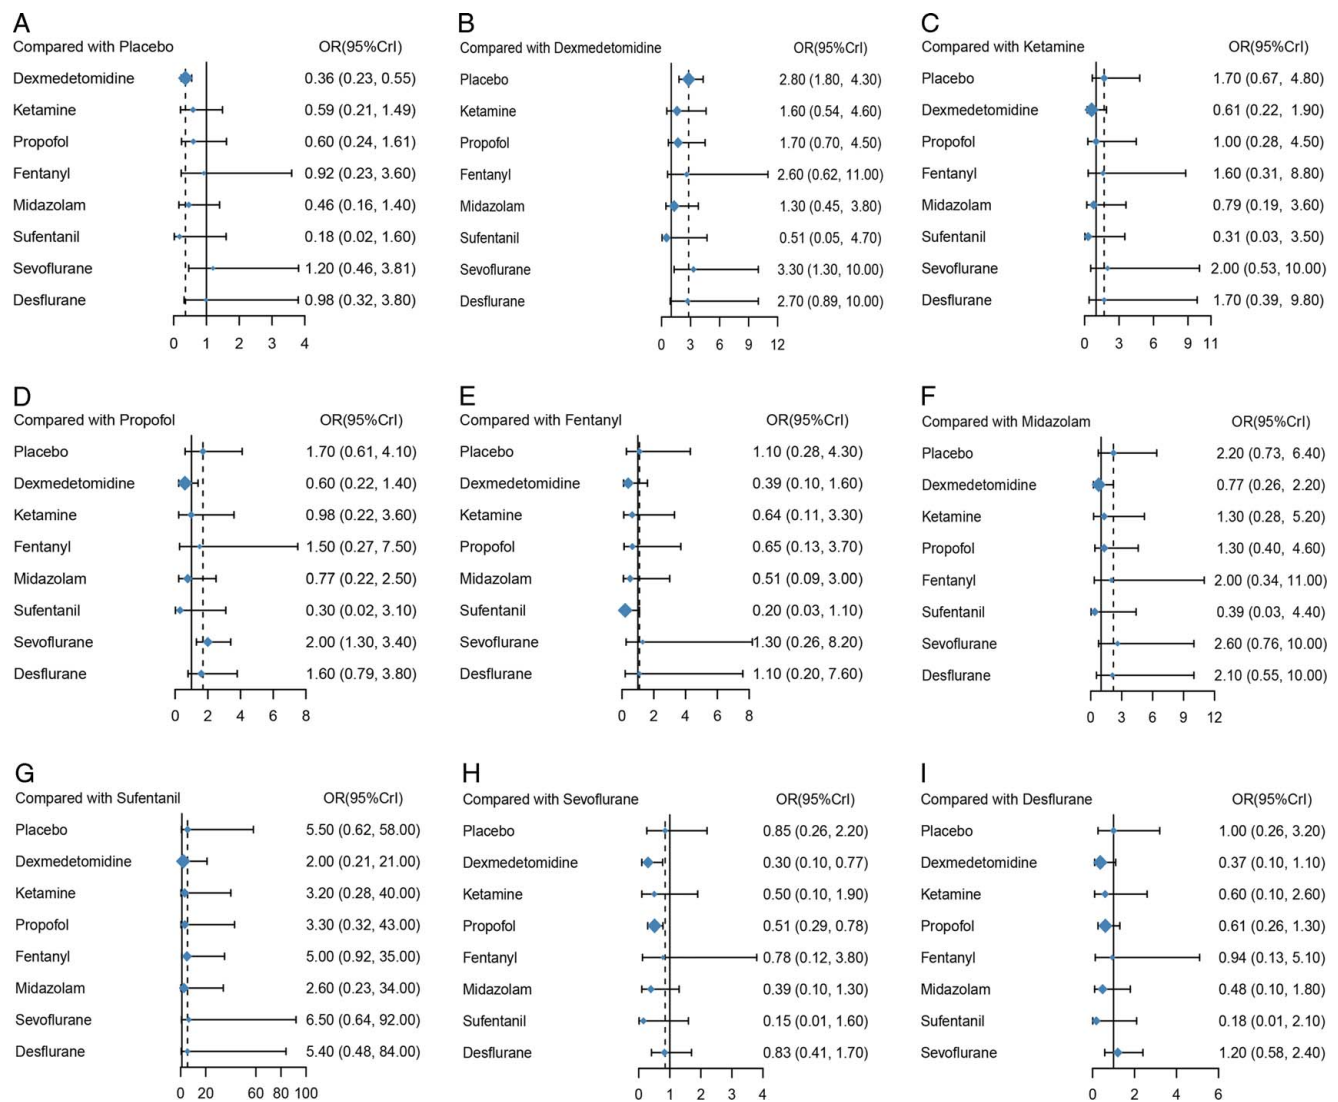 A
Compared with Placebo OR(95%CrI)
Dexmedetomidine 0.36 (0.23, 0.55)
Ketamine 0.59 (0.21, 1.49)
Propofol 0.60 (0.24, 1.61)
Fentanyl 0.92 (0.23, 3.60)
Midazolam 0.46 (0.16, 1.40)
Sufentanil 0.18 (0.02, 1.60)
Sevoflurane 1.20 (0.46, 3.81)
Desflurane 0.98 (0.32, 3.80)
0 1 2 3 4
B
Compared with Dexmedetomidine OR(95%CrI)
Placebo 2.80 (1.80, 4.30)
Ketamine 1.60 (0.54, 4.60)
Propofol 1.70 (0.70, 4.50)
Fentanyl 2.60 (0.62, 11.00)
Midazolam 1.30 (0.45, 3.80)
Sufentanil 0.51 (0.05, 4.70)
Sevoflurane 3.30 (1.30, 10.00)
Desflurane 2.70 (0.89, 10.00)
0 3 6 9 12
C
Compared with Ketamine OR(95%CrI)
Placebo 1.70 (0.67, 4.80)
Dexmedetomidine 0.61 (0.22, 1.90)
Propofol 1.00 (0.28, 4.50)
Fentanyl 1.60 (0.31, 8.80)
Midazolam 0.79 (0.19, 3.60)
Sufentanil 0.31 (0.03, 3.50)
Sevoflurane 2.00 (0.53, 10.00)
Desflurane 1.70 (0.39, 9.80)
0 3 6 9 11
D
Compared with Propofol OR(95%CrI)
Placebo 1.70 (0.61, 4.10)
Dexmedetomidine 0.60 (0.22, 1.40)
Ketamine 0.98 (0.22, 3.60)
Fentanyl 1.50 (0.27, 7.50)
Midazolam 0.77 (0.22, 2.50)
Sufentanil 0.30 (0.02, 3.10)
Sevoflurane 2.00 (1.30, 3.40)
Desflurane 1.60 (0.79, 3.80)
0 2 4 6 8
E
Compared with Fentanyl OR(95%CrI)
Placebo 1.10 (0.28, 4.30)
Dexmedetomidine 0.39 (0.10, 1.60)
Ketamine 0.64 (0.11, 3.30)
Propofol 0.65 (0.13, 3.70)
Midazolam 0.51 (0.09, 3.00)
Sufentanil 0.20 (0.03, 1.10)
Sevoflurane 1.30 (0.26, 8.20)
Desflurane 1.10 (0.20, 7.60)
0 2 4 6 8
F
Compared with Midazolam OR(95%CrI)
Placebo 2.20 (0.73, 6.40)
Dexmedetomidine 0.77 (0.26, 2.20)
Ketamine 1.30 (0.28, 5.20)
Propofol 1.30 (0.40, 4.60)
Fentanyl 2.00 (0.34, 11.00)
Sufentanil 0.39 (0.03, 4.40)
Sevoflurane 2.60 (0.76, 10.00)
Desflurane 2.10 (0.55, 10.00)
0 3 6 9 12
G
Compared with Sufentanil OR(95%CrI)
Placebo 5.50 (0.62, 58.00)
Dexmedetomidine 2.00 (0.21, 21.00)
Ketamine 3.20 (0.28, 40.00)
Propofol 3.30 (0.32, 43.00)
Fentanyl 5.00 (0.92, 35.00)
Midazolam 2.60 (0.23, 34.00)
Sevoflurane 6.50 (0.64, 92.00)
Desflurane 5.40 (0.48, 84.00)
0 20 60 80 100
H
Compared with Sevoflurane OR(95%CrI)
Placebo 0.85 (0.26, 2.20)
Dexmedetomidine 0.30 (0.10, 0.77)
Ketamine 0.50 (0.10, 1.90)
Propofol 0.51 (0.29, 0.78)
Fentanyl 0.78 (0.12, 3.80)
Midazolam 0.39 (0.10, 1.30)
Sufentanil 0.15 (0.01, 1.60)
Desflurane 0.83 (0.41, 1.70)
0 1 2 3 4
I
Compared with Desflurane OR(95%CrI)
Placebo 1.00 (0.26, 3.20)
Dexmedetomidine 0.37 (0.10, 1.10)
Ketamine 0.60 (0.10, 2.60)
Propofol 0.61 (0.26, 1.30)
Fentanyl 0.94 (0.13, 5.10)
Midazolam 0.48 (0.10, 1.80)
Sufentanil 0.18 (0.01, 2.10)
Sevoflurane 1.20 (0.58, 2.40)
0 2 4 6